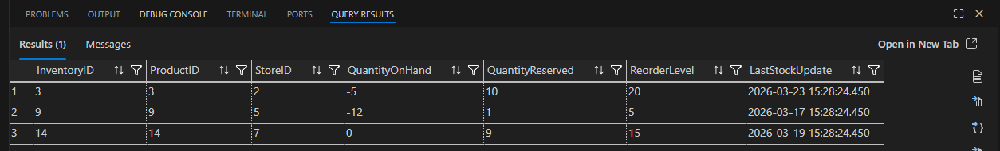 PROBLEMS OUTPUT DEBUG CONSOLE TERMINAL PORTS QUERY RESULTS
Results (1) Messages Open in New Tab
InventoryID ProductID StoreID QuantityOnHand QuantityReserved ReorderLevel LastStockUpdate
1 3 3 2 -5 10 20 2026-03-23 15:28:24.450
2 9 9 5 -12 1 5 2026-03-17 15:28:24.450
3 14 14 7 0 9 15 2026-03-19 15:28:24.450